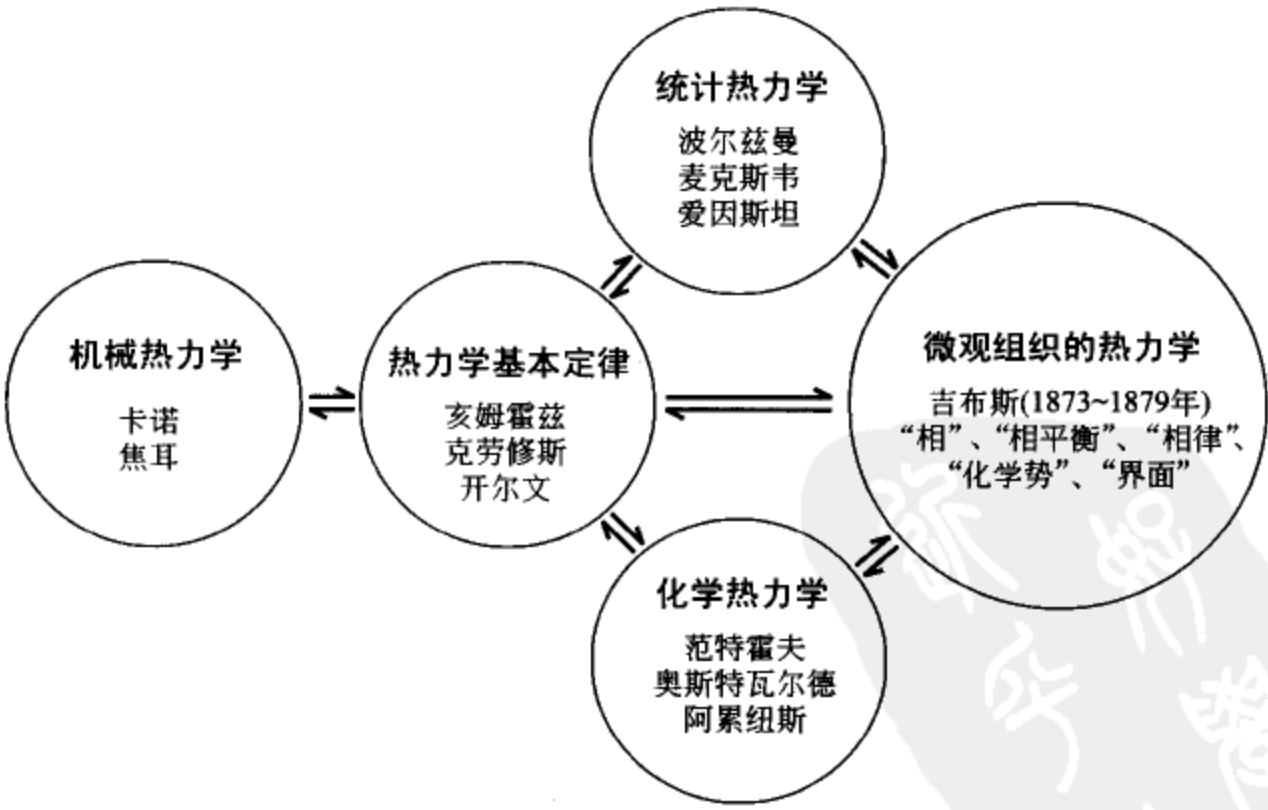 统计热力学
波尔兹曼
麦克斯韦
爱因斯坦
机械热力学
卡诺
焦耳
热力学基本定律
亥姆霍兹
克劳修斯
开尔文
微观组织的热力学
吉布斯(1873~1879年)
“相”、“相平衡”、“相律”、
“化学势”、“界面”
化学热力学
范特霍夫
奥斯特瓦尔德
阿累纽斯